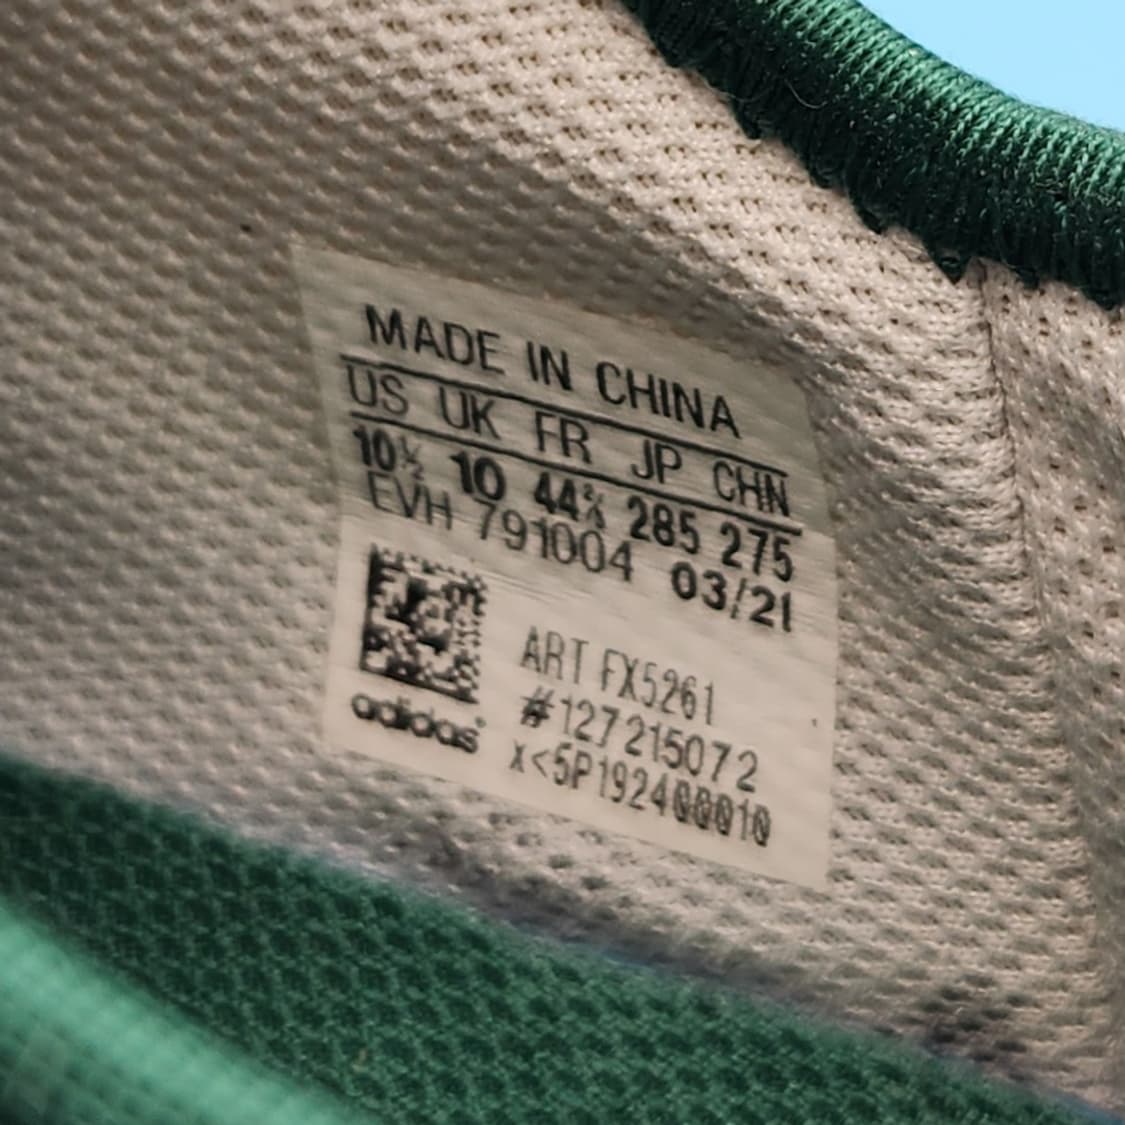 MADE IN CHINA
US UK FR JP CHN
10½ 10 44⅔ 285 275
EVH 791004 03/21
ART FX5261
#127215072
x<5P192400010
adidas®